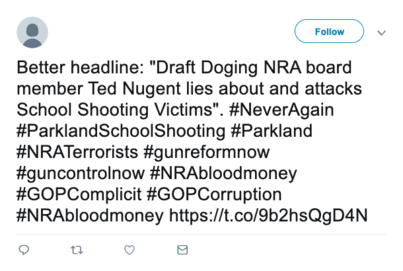 Follow
Better headline: "Draft Doging NRA board
member Ted Nugent lies about and attacks
School Shooting Victims". #NeverAgain
#ParklandSchoolShooting #Parkland
#NRATerrorists #gunreformnow
#guncontrolnow #NRAbloodmoney
#GOPComplicit #GOPCorruption
#NRAbloodmoney https://t.co/9b2hsQgD4N